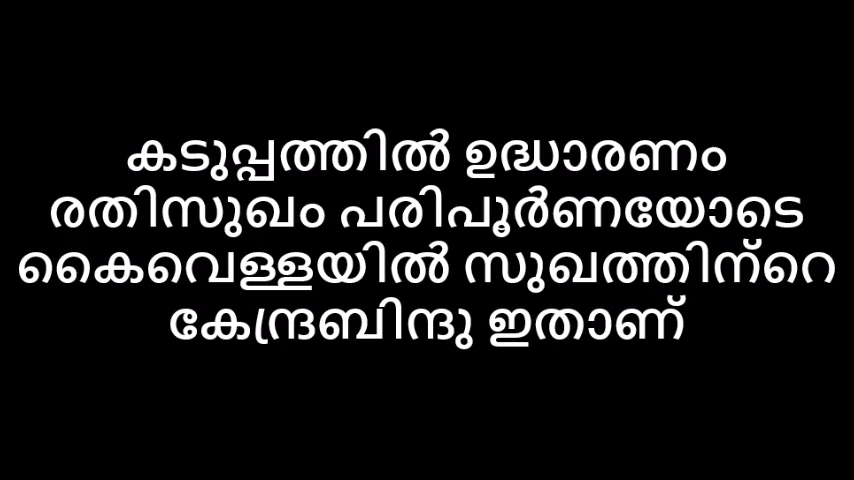 കടുപ്പത്തിൽ ഉദ്ധാരണം
രതിസുഖം പരിപൂർണയോടെ
കൈവെള്ളയിൽ സുഖത്തിന്റെ
കേന്ദ്രബിന്ദു ഇതാണ്